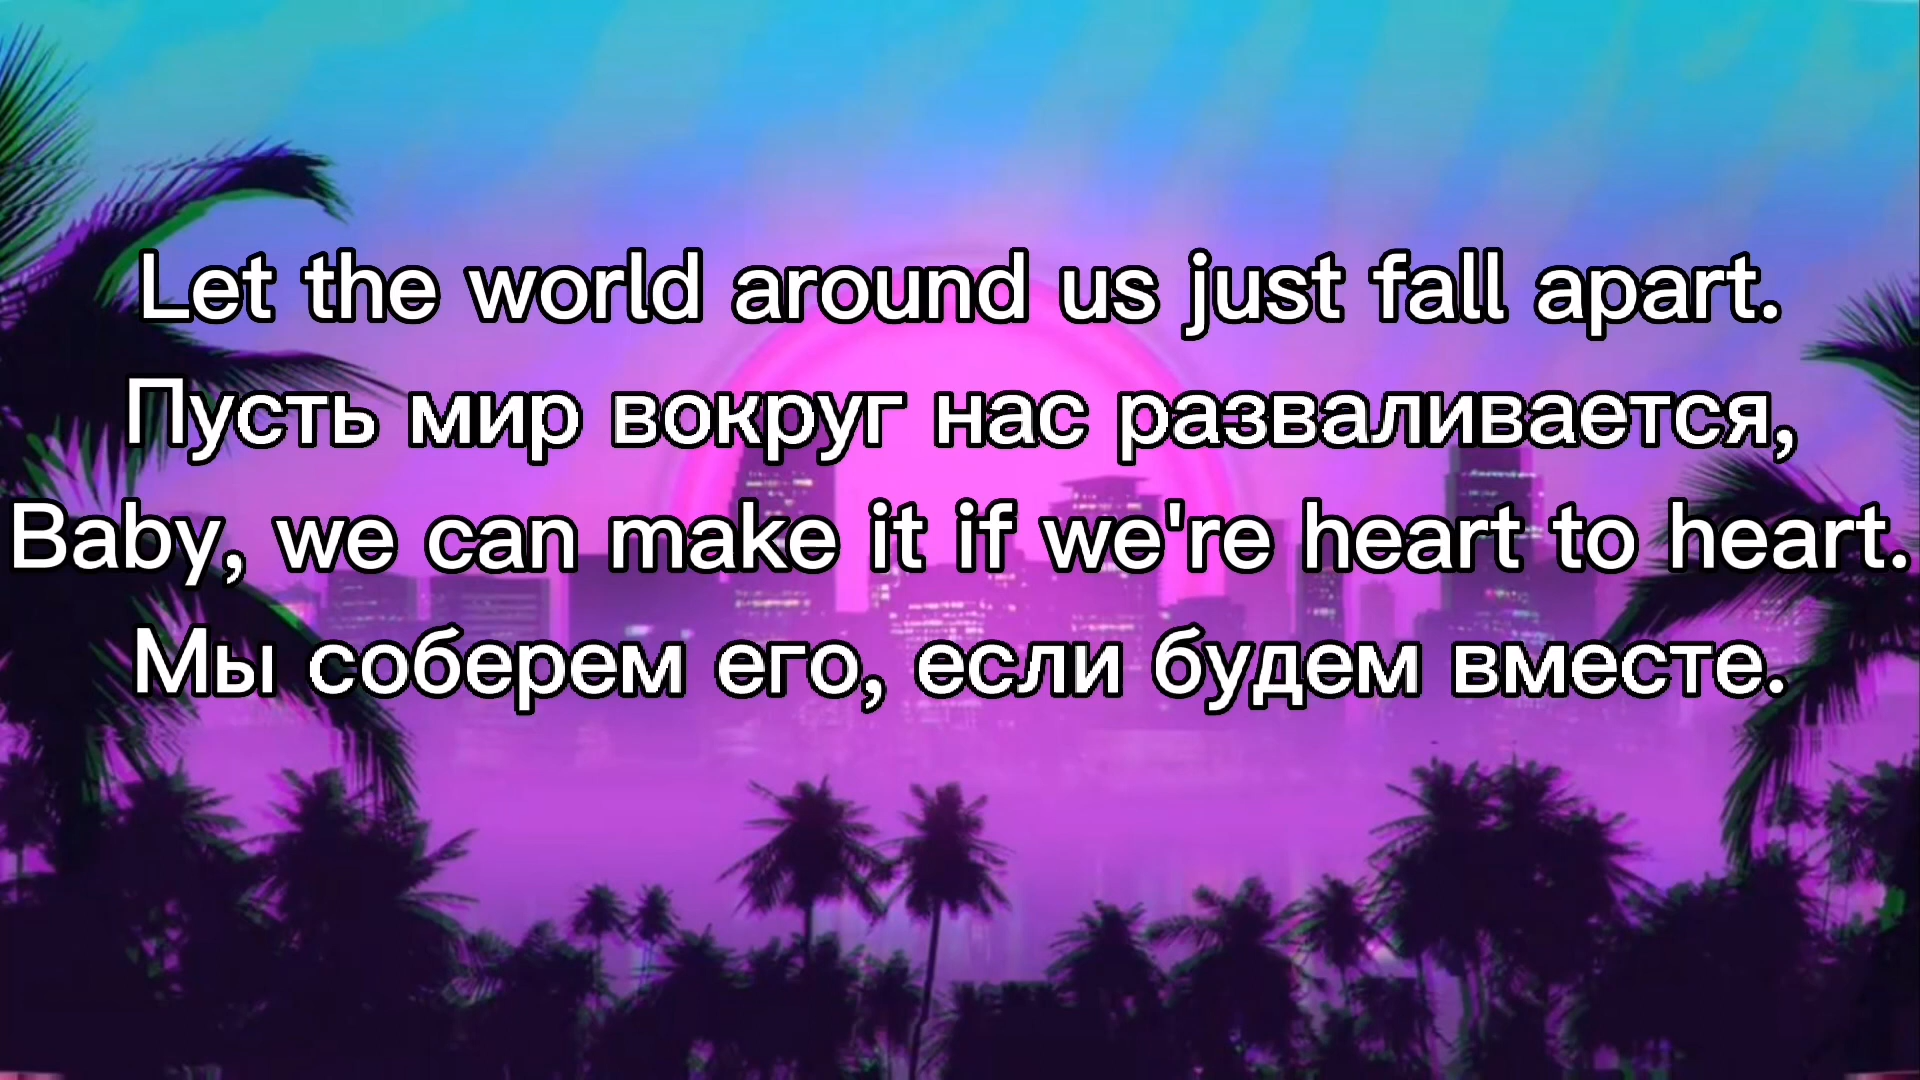 Let the world around us just fall apart.
Пусть мир вокруг нас разваливается,
Baby, we can make it if we're heart to heart.
Мы соберем его, если будем вместе.